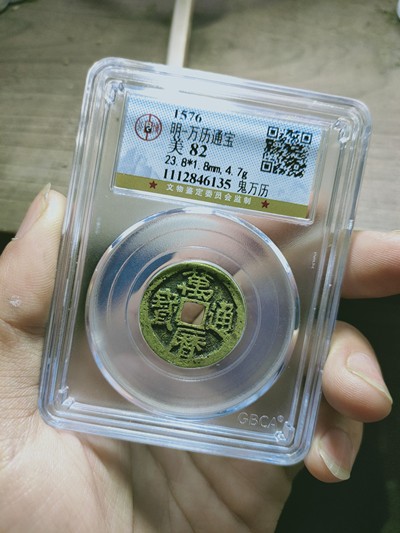 1576
明-万历通宝
美 82
23.8*1.8mm, 4.7g
1112846135 鬼万历
★ 文物鉴定委员会监制 ★
萬曆通寶
GBCA